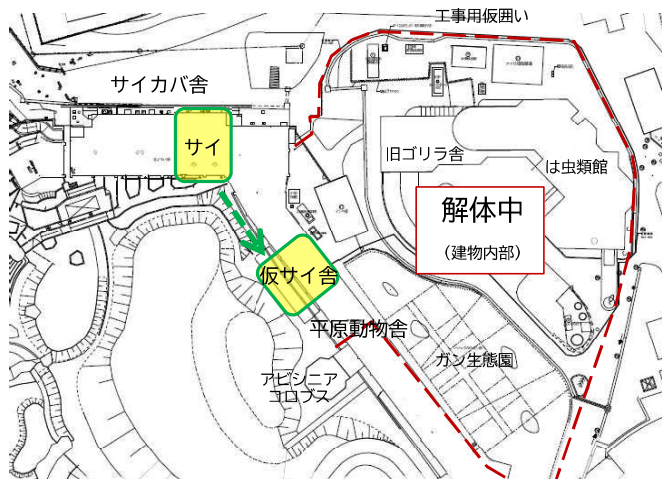 工事用仮囲い
サイカバ舎
サイ
旧ゴリラ舎
は虫類館
解体中
（建物内部）
仮サイ舎
平原動物舎
ガン生態園
アビシニア
コロブス